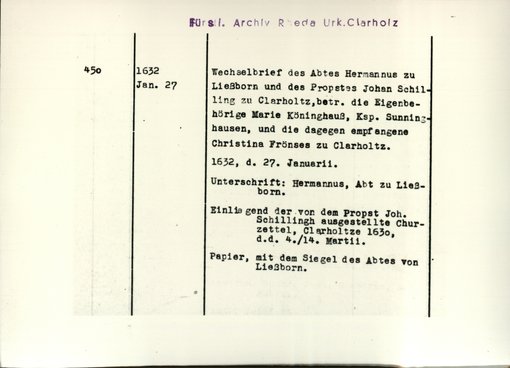 Fürstl. Archiv Rheda Urk. Clarholz
450
1632
Jan. 27
Wechselbrief des Abtes Hermannus zu
Ließborn und des Propstes Johan Schil-
ling zu Clarholtz, betr. die Eigenbe-
hörige Marie Köninghauß, Ksp. Sunning-
hausen, und die dagegen empfangene
Christina Frönses zu Clarholtz.
1632, d. 27. Januarii.
Unterschrift: Hermannus, Abt zu Ließ-
born.
Einliegend der von dem Propst Joh.
Schillingh ausgestellte Chur-
zettel, Clarholtze 1630,
d.d. 4./14. Martii.
Papier, mit dem Siegel des Abtes von
Ließborn.